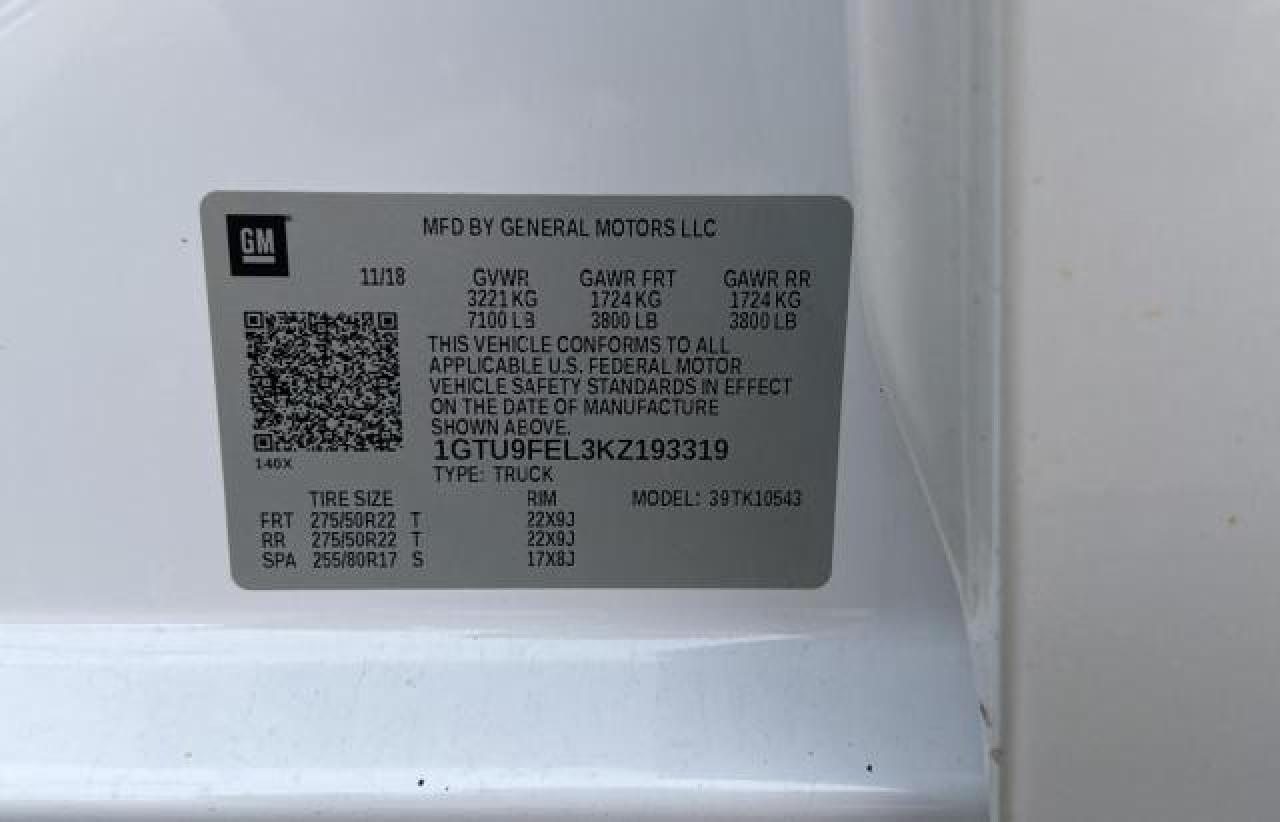 GM
MFD BY GENERAL MOTORS LLC
11/18 GVWR GAWR FRT GAWR RR
3221 KG 1724 KG 1724 KG
7100 LB 3800 LB 3800 LB
THIS VEHICLE CONFORMS TO ALL
APPLICABLE U.S. FEDERAL MOTOR
VEHICLE SAFETY STANDARDS IN EFFECT
ON THE DATE OF MANUFACTURE
SHOWN ABOVE.
1GTU9FEL3KZ193319
140X
TYPE: TRUCK
TIRE SIZE RIM MODEL: 39TK10543
FRT 275/50R22 T 22X9J
RR 275/50R22 T 22X9J
SPA 255/80R17 S 17X8J